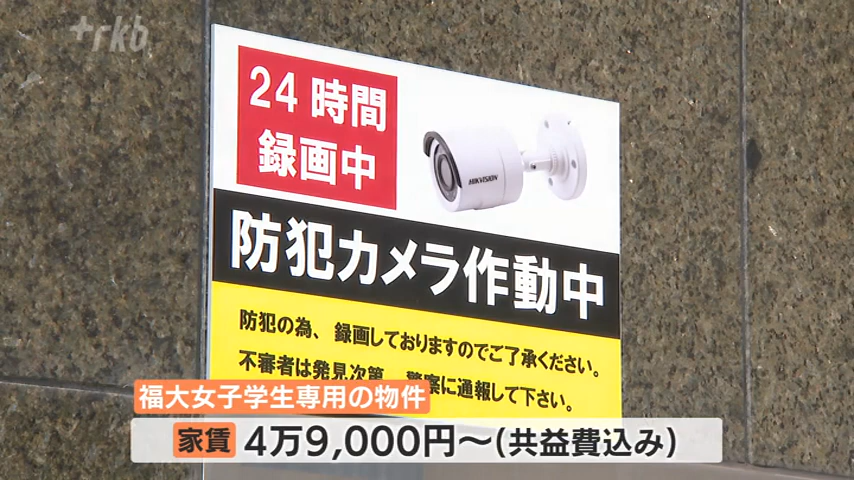 +rkb
24時間
録画中
HIKVISION
防犯カメラ作動中
防犯の為、録画しておりますのでご了承ください。
不審者は発見次第 警察に通報して下さい。
福大女子学生専用の物件
家賃 4万9,000円～(共益費込み)